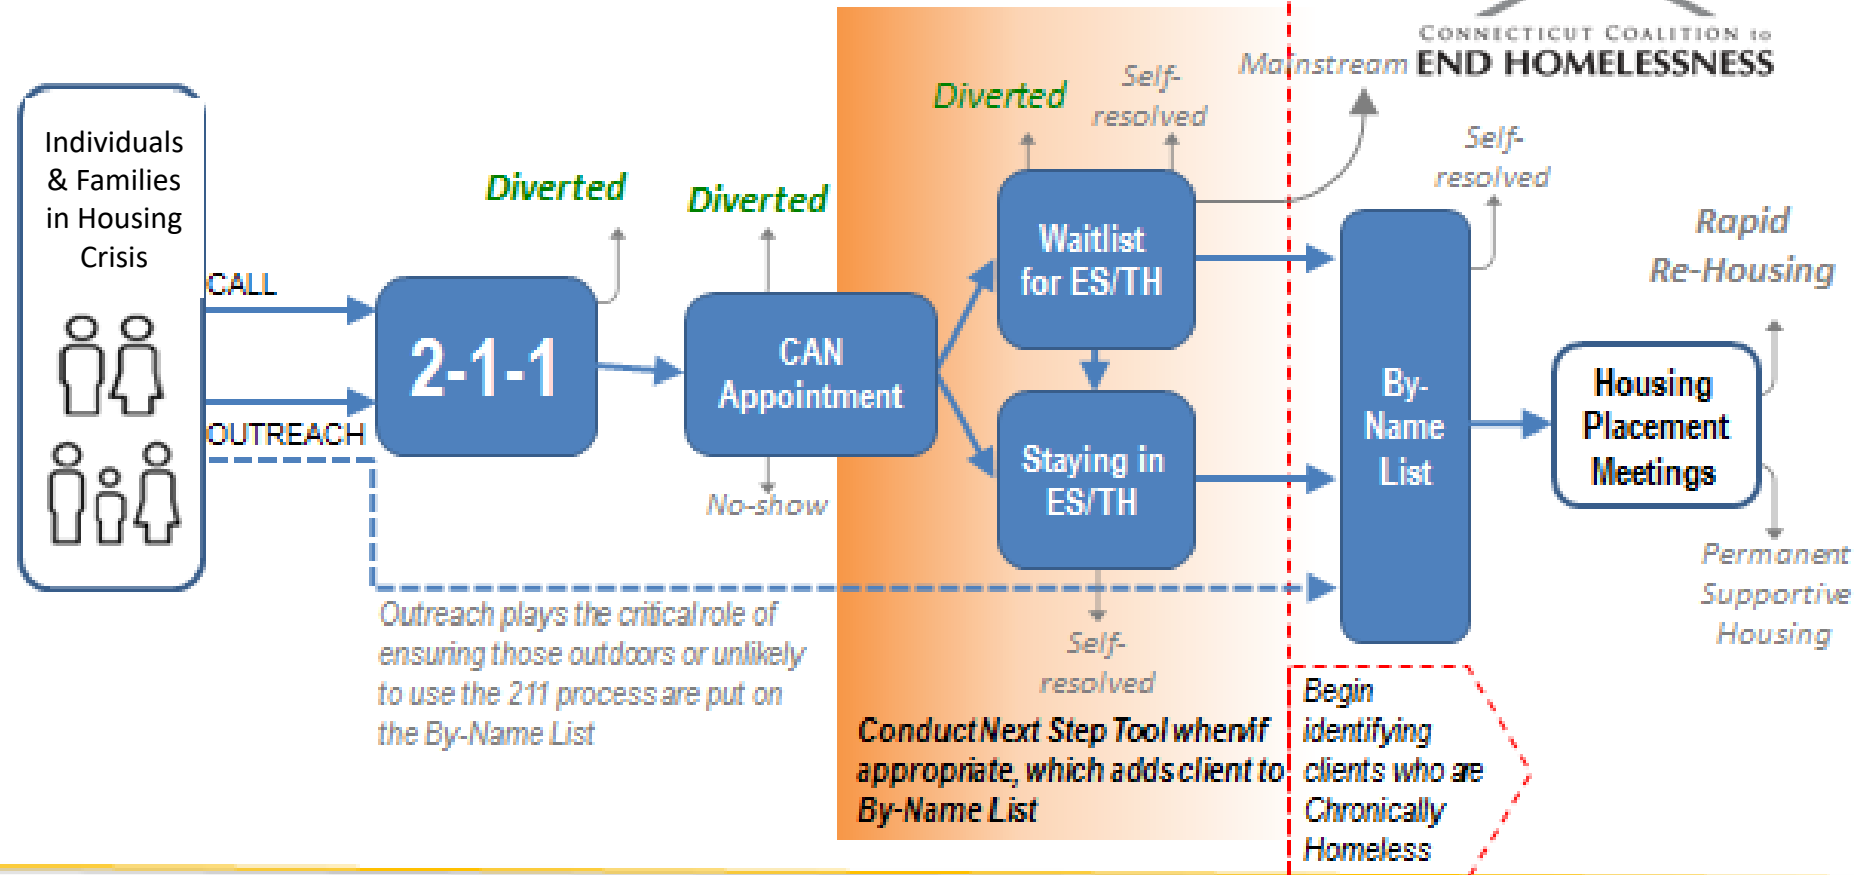 CONNECTICUT COALITION to
END HOMELESSNESS
Individuals
& Families
in Housing
Crisis
CALL
OUTREACH
2-1-1
Diverted
CAN
Appointment
Diverted
No-show
Waitlist
for ES/TH
Diverted
Self-
resolved
Mainstream
Staying in
ES/TH
Self-
resolved
By-
Name
List
Self-
resolved
Housing
Placement
Meetings
Rapid
Re-Housing
Permanent
Supportive
Housing
Outreach plays the critical role of
ensuring those outdoors or unlikely
to use the 211 process are put on
the By-Name List
Conduct Next Step Tool when/if
appropriate, which adds client to
By-Name List
Begin
identifying
clients who are
Chronically
Homeless